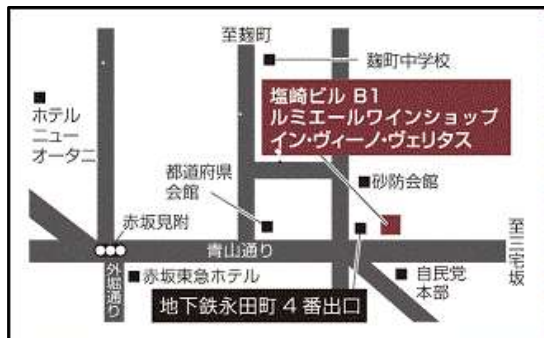 至麹町
麹町中学校
塩崎ビル B1
ルミエールワインショップ
イン・ヴィーノ・ヴェリタス
ホテル
ニュー
オータニ
都道府県
会館
砂防会館
赤坂見附
青山通り
至三宅坂
外堀通り
赤坂東急ホテル
自民党
本部
地下鉄永田町 4 番出口